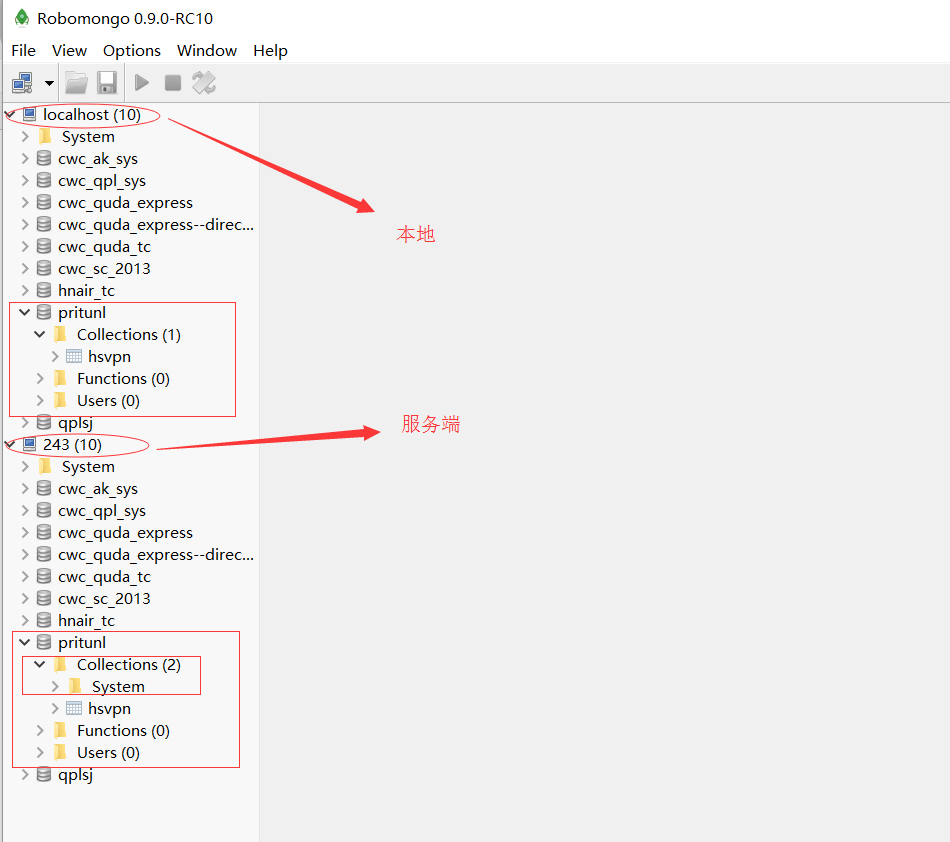 Robomongo 0.9.0-RC10
File View Options Window Help
localhost (10)
System
cwc_ak_sys
cwc_qpl_sys
cwc_quda_express
cwc_quda_express--direc...
本地
cwc_quda_tc
cwc_sc_2013
hnair_tc
pritunl
Collections (1)
hsvpn
Functions (0)
Users (0)
qplsj
服务端
243 (10)
System
cwc_ak_sys
cwc_qpl_sys
cwc_quda_express
cwc_quda_express--direc...
cwc_quda_tc
cwc_sc_2013
hnair_tc
pritunl
Collections (2)
System
hsvpn
Functions (0)
Users (0)
qplsj